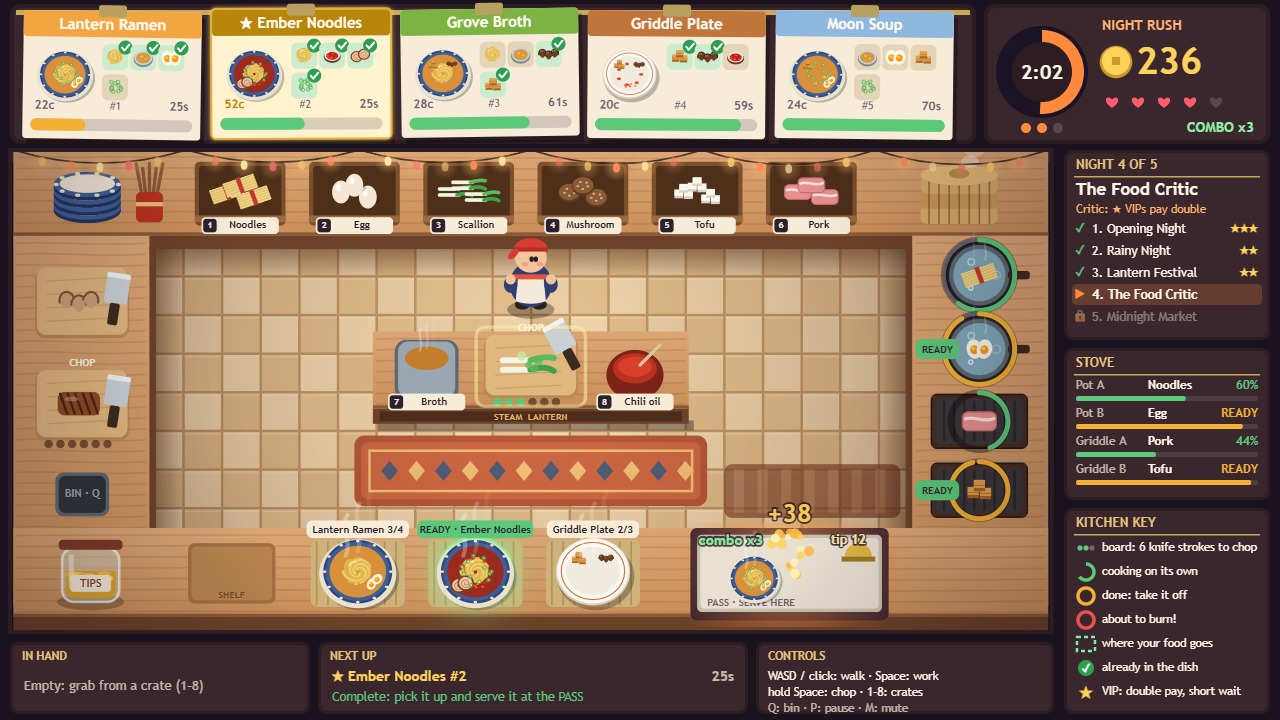 Lantern Ramen
22c
#1
25s
★ Ember Noodles
52c
#2
25s
Grove Broth
28c
#3
61s
Griddle Plate
20c
#4
59s
Moon Soup
24c
#5
70s
2:02
NIGHT RUSH
236
COMBO x3
1 Noodles
2 Egg
3 Scallion
4 Mushroom
5 Tofu
6 Pork
CHOP
CHOP
7 Broth
8 Chili oil
STEAM LANTERN
BIN · Q
READY
READY
Lantern Ramen 3/4
READY · Ember Noodles
Griddle Plate 2/3
+38
combo x3
tip 12
PASS · SERVE HERE
TIPS
SHELF
NIGHT 4 OF 5
The Food Critic
Critic: ★ VIPs pay double
✓ 1. Opening Night ★★★
✓ 2. Rainy Night ★★
✓ 3. Lantern Festival ★★
4. The Food Critic
5. Midnight Market
STOVE
Pot A Noodles 60%
Pot B Egg READY
Griddle A Pork 44%
Griddle B Tofu READY
KITCHEN KEY
board: 6 knife strokes to chop
cooking on its own
done: take it off
about to burn!
where your food goes
already in the dish
VIP: double pay, short wait
IN HAND
Empty: grab from a crate (1-8)
NEXT UP
★ Ember Noodles #2 25s
Complete: pick it up and serve it at the PASS
CONTROLS
WASD / click: walk · Space: work
hold Space: chop · 1-8: crates
Q: bin · P: pause · M: mute